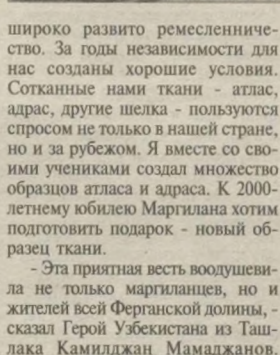 широко развито ремесленниче-
ство. За годы независимости для
нас созданы хорошие условия.
Сотканные нами ткани - атлас,
адрас, другие шелка - пользуются
спросом не только в нашей стране,
но и за рубежом. Я вместе со сво-
ими учениками создал множество
образцов атласа и адраса. К 2000-
летнему юбилею Маргилана хотим
подготовить подарок - новый об-
разец ткани.
- Эта приятная весть воодушеви-
ла не только маргиланцев, но и
жителей всей Ферганской долины, -
сказал Герой Узбекистана из Таш-
лака Камилджан Мамаджанов.